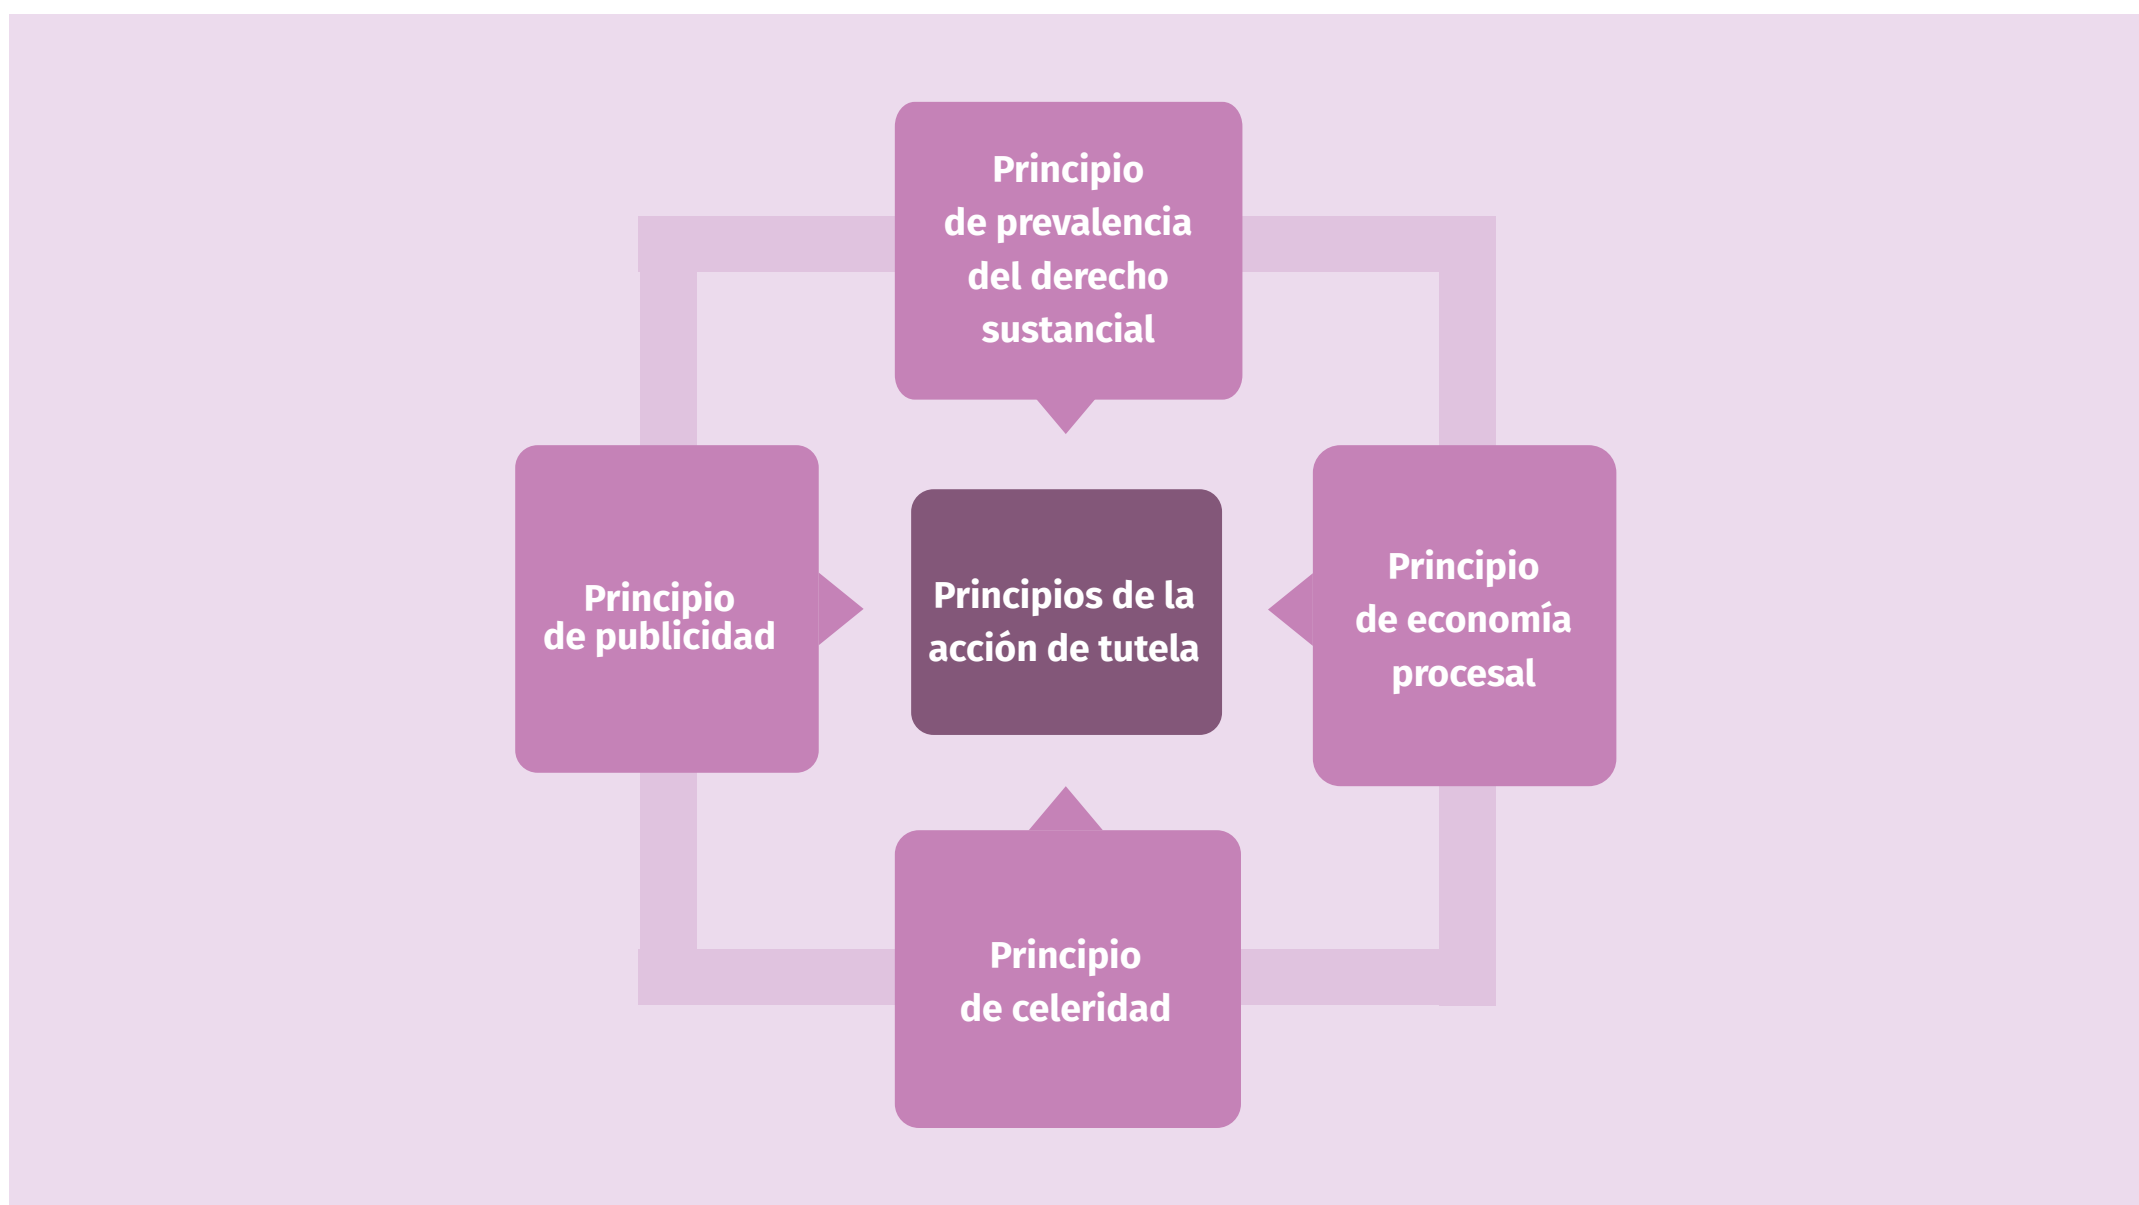 Principio
de prevalencia
del derecho
sustancial
Principio
de publicidad
Principios de la
acción de tutela
Principio
de economía
procesal
Principio
de celeridad